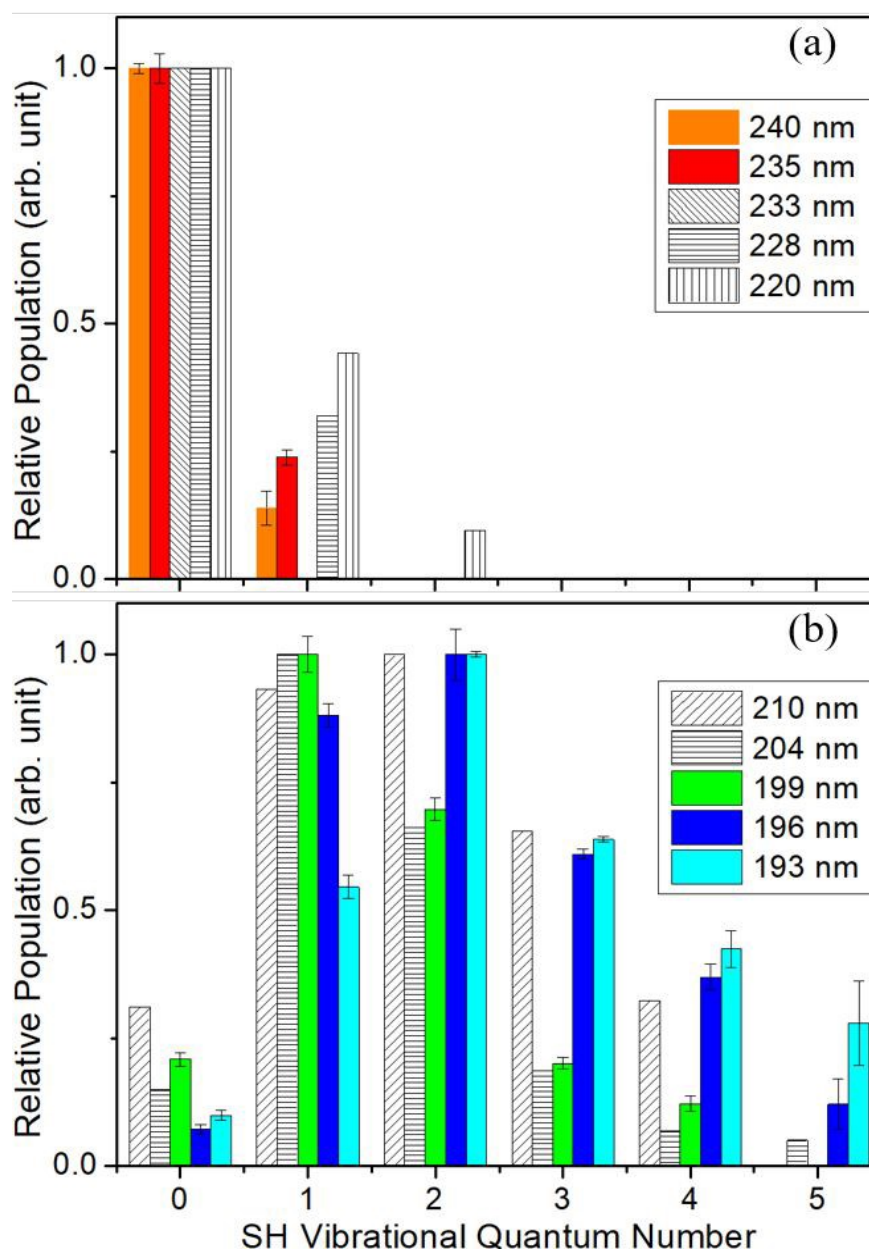 (a)
1.0
0.5
0.0
Relative Population (arb. unit)
240 nm
235 nm
233 nm
228 nm
220 nm
(b)
1.0
0.5
0.0
Relative Population (arb. unit)
210 nm
204 nm
199 nm
196 nm
193 nm
0 1 2 3 4 5
SH Vibrational Quantum Number